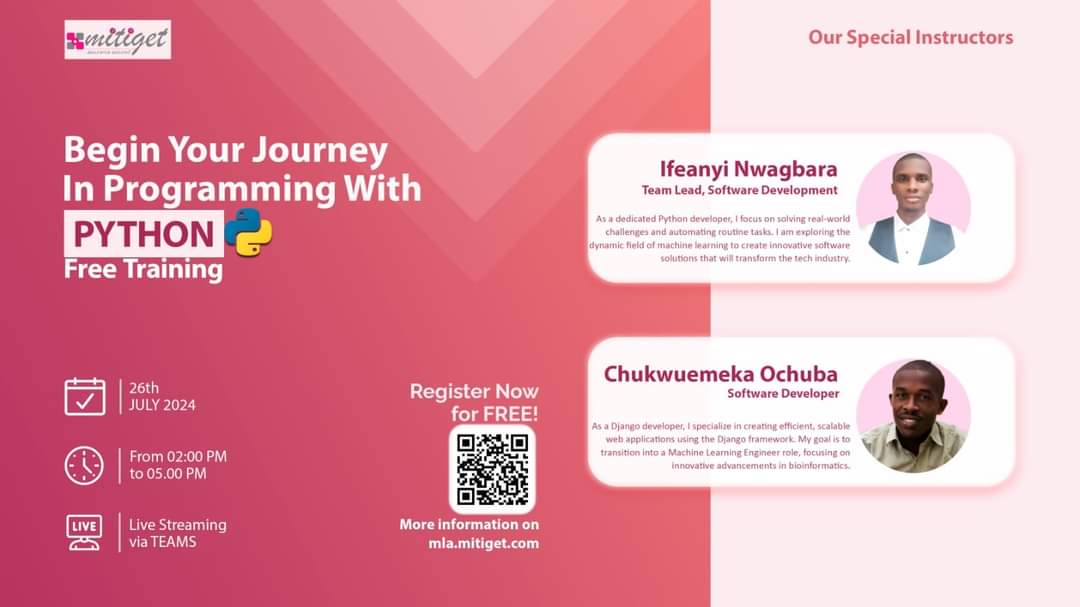 mitiget
Begin Your Journey
In Programming With
PYTHON
Free Training
26th
JULY 2024
From 02:00 PM
to 05.00 PM
LIVE
Live Streaming
via TEAMS
Register Now
for FREE!
More information on
mla.mitiget.com
Our Special Instructors
Ifeanyi Nwagbara
Team Lead, Software Development
As a dedicated Python developer, I focus on solving real-world
challenges and automating routine tasks. I am exploring the
dynamic field of machine learning to create innovative software
solutions that will transform the tech industry.
Chukwuemeka Ochuba
Software Developer
As a Django developer, I specialize in creating efficient, scalable
web applications using the Django framework. My goal is to
transition into a Machine Learning Engineer role, focusing on
innovative advancements in bioinformatics.